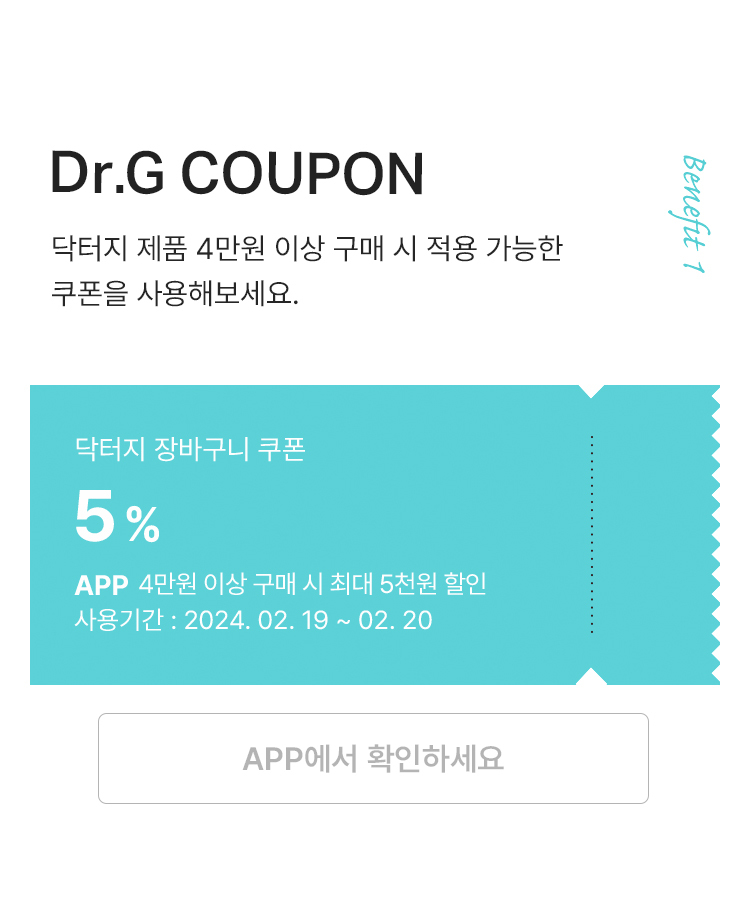 Dr.G COUPON
Benefit 1
닥터지 제품 4만원 이상 구매 시 적용 가능한
쿠폰을 사용해보세요.
닥터지 장바구니 쿠폰
5%
APP 4만원 이상 구매 시 최대 5천원 할인
사용기간 : 2024. 02. 19 ~ 02. 20
APP에서 확인하세요